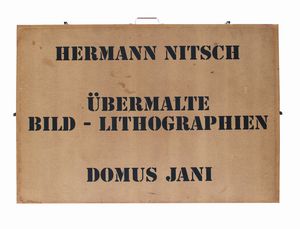 HERMANN NITSCH
ÜBERMALTE
BILD - LITHOGRAPHIEN
DOMUS JANI